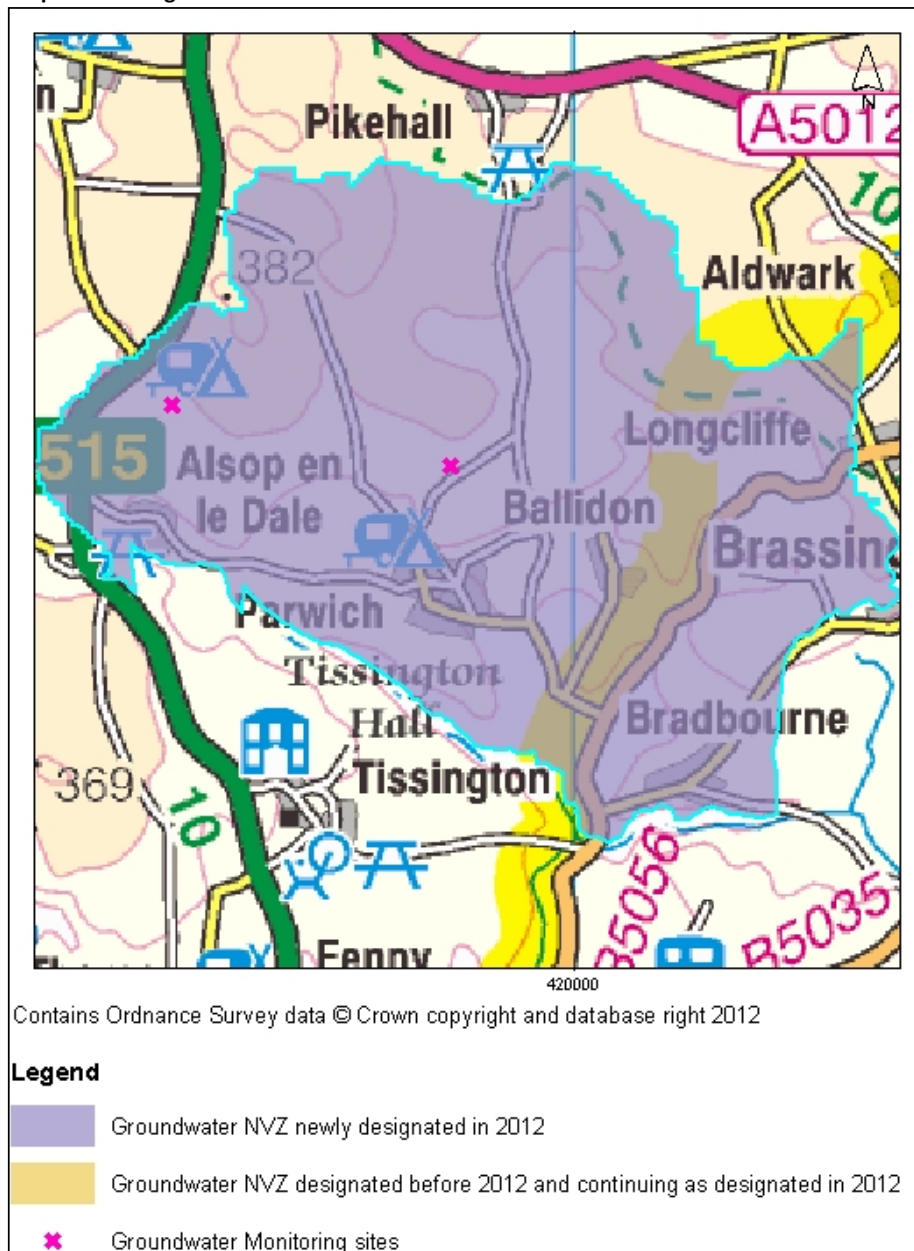 n
Pikehall
N
A5012
10
382
Aldwark
Longcliffe
515
Alsop en
le Dale
Ballidon
Brassin
Parwich
Tissington
Hall
Bradbourne
Tissington
369
10
B5056
B5035
Fenny
420000
Contains Ordnance Survey data © Crown copyright and database right 2012
Legend
Groundwater NVZ newly designated in 2012
Groundwater NVZ designated before 2012 and continuing as designated in 2012
Groundwater Monitoring sites